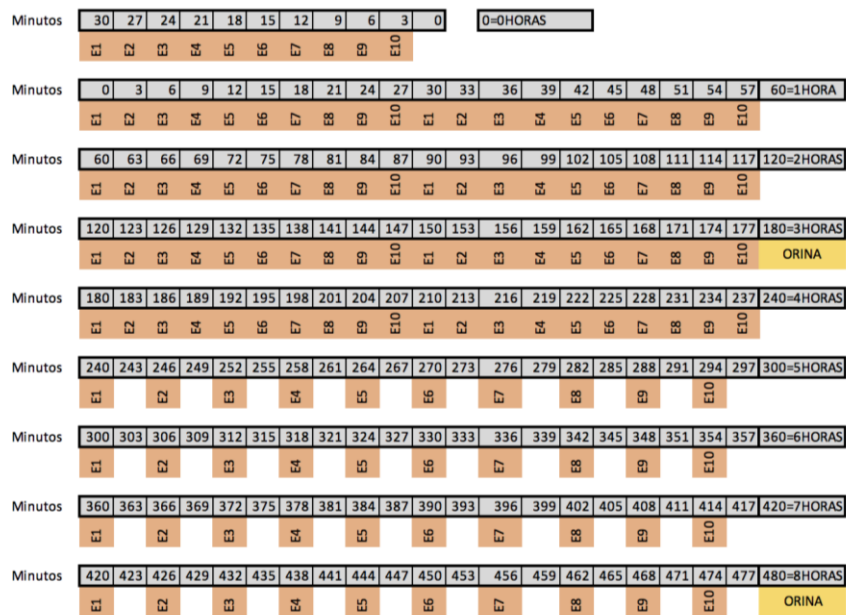 Minutos 30 27 24 21 18 15 12 9 6 3 0 0=0HORAS
E1 E2 E3 E4 E5 E6 E7 E8 E9 E10
Minutos 0 3 6 9 12 15 18 21 24 27 30 33 36 39 42 45 48 51 54 57 60=1HORA
E1 E2 E3 E4 E5 E6 E7 E8 E9 E10 E1 E2 E3 E4 E5 E6 E7 E8 E9 E10
Minutos 60 63 66 69 72 75 78 81 84 87 90 93 96 99 102 105 108 111 114 117 120=2HORAS
E1 E2 E3 E4 E5 E6 E7 E8 E9 E10 E1 E2 E3 E4 E5 E6 E7 E8 E9 E10
Minutos 120 123 126 129 132 135 138 141 144 147 150 153 156 159 162 165 168 171 174 177 180=3HORAS
E1 E2 E3 E4 E5 E6 E7 E8 E9 E10 E1 E2 E3 E4 E5 E6 E7 E8 E9 E10 ORINA
Minutos 180 183 186 189 192 195 198 201 204 207 210 213 216 219 222 225 228 231 234 237 240=4HORAS
E1 E2 E3 E4 E5 E6 E7 E8 E9 E10 E1 E2 E3 E4 E5 E6 E7 E8 E9 E10
Minutos 240 243 246 249 252 255 258 261 264 267 270 273 276 279 282 285 288 291 294 297 300=5HORAS
E1 E2 E3 E4 E5 E6 E7 E8 E9 E10
Minutos 300 303 306 309 312 315 318 321 324 327 330 333 336 339 342 345 348 351 354 357 360=6HORAS
E1 E2 E3 E4 E5 E6 E7 E8 E9 E10
Minutos 360 363 366 369 372 375 378 381 384 387 390 393 396 399 402 405 408 411 414 417 420=7HORAS
E1 E2 E3 E4 E5 E6 E7 E8 E9 E10
Minutos 420 423 426 429 432 435 438 441 444 447 450 453 456 459 462 465 468 471 474 477 480=8HORAS
E1 E2 E3 E4 E5 E6 E7 E8 E9 E10 ORINA